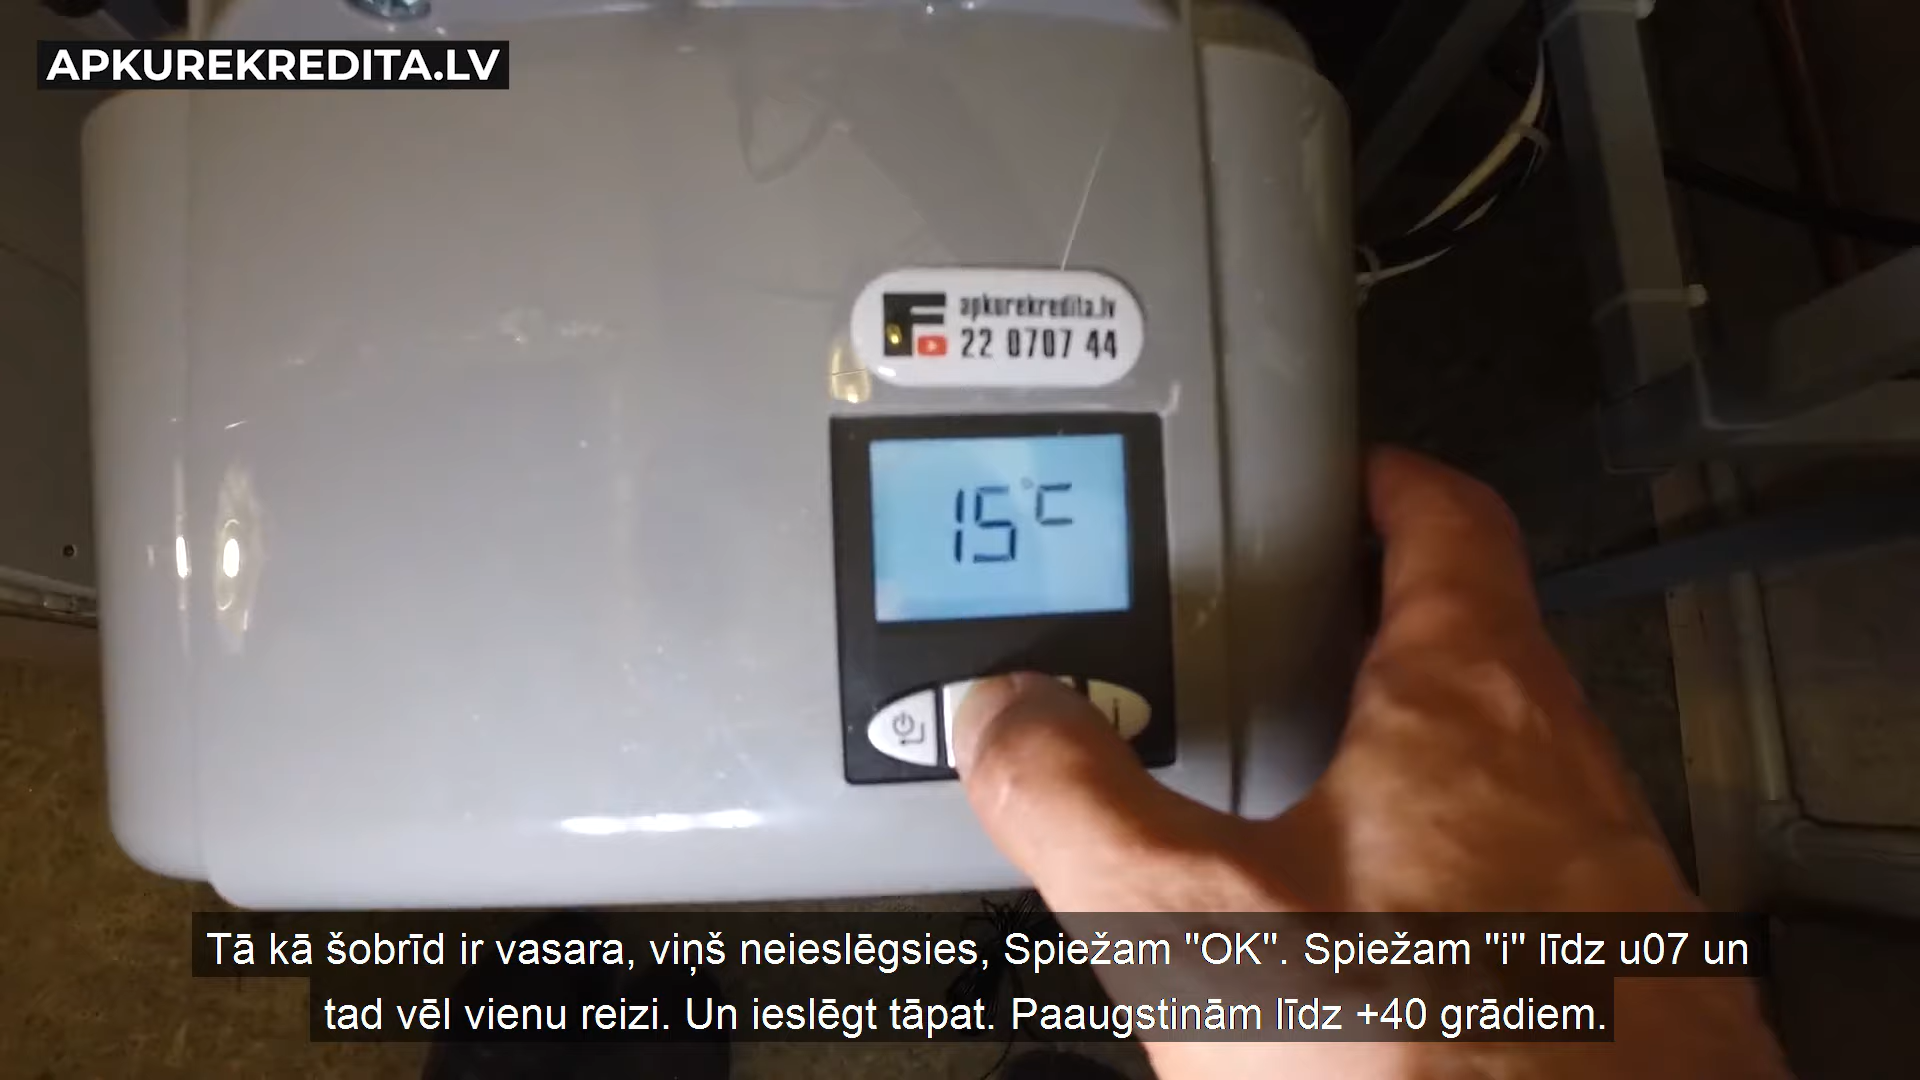 APKUREKREDITA.LV
apkurekredita.lv
22 0707 44
15°C
Tā kā šobrīd ir vasara, viņš neieslēgsies, Spiežam "OK". Spiežam "i" līdz u07 un
tad vēl vienu reizi. Un ieslēgt tāpat. Paaugstinām līdz +40 grādiem.